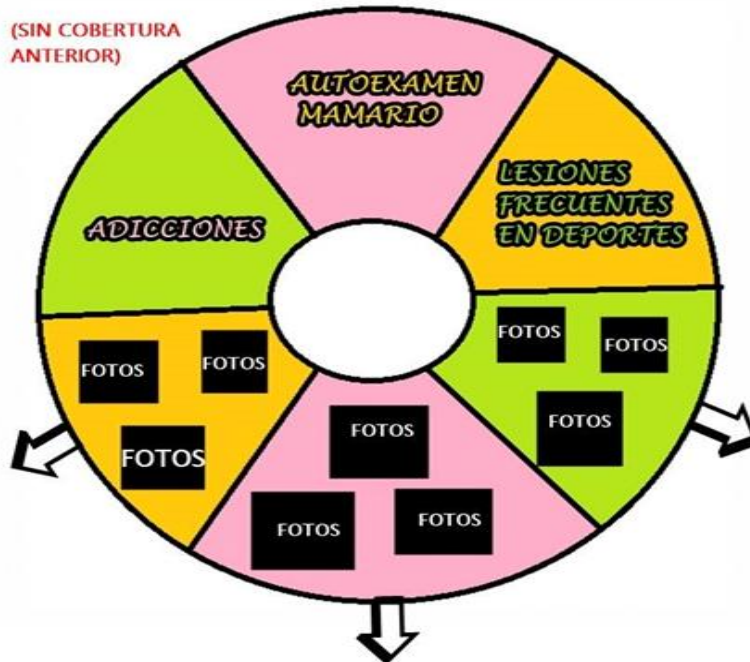 (SIN COBERTURA
ANTERIOR)
AUTOEXAMEN
MAMARIO
LESIONES
FRECUENTES
EN DEPORTES
ADICCIONES
FOTOS
FOTOS
FOTOS
FOTOS
FOTOS
FOTOS
FOTOS
FOTOS
FOTOS